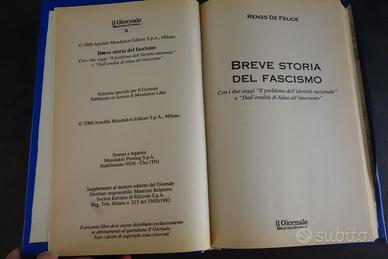 il Giornale
BIBLIOTECA STORICA
8
© 2000 Arnoldo Mondadori Editore S.p.A., Milano
Breve storia del fascismo
Con i due saggi "Il problema dell'identità nazionale"
e "Dall'eredità di Adua all'intervento"
Edizione speciale per Il Giornale
Pubblicata su licenza di Mondadori Libri
© 2000 Arnoldo Mondadori Editore S.p.A., Milano
Stampa e legatura
Mondadori Printing S.p.A.
Stabilimento NSM - Cles (TN)
Supplemento al numero odierno del Giornale
Direttore responsabile: Maurizio Belpietro
Società Europea di Edizioni S.p.A.
Reg. Trib. Milano n. 215 del 29/05/1982
Il presente libro deve essere distribuito esclusivamente
in abbinamento al quotidiano Il Giornale.
Tutti i diritti di copyright sono riservati
RENZO DE FELICE
BREVE STORIA
DEL FASCISMO
Con i due saggi "Il problema dell'identità nazionale"
e "Dall'eredità di Adua all'intervento"
il Giornale
BIBLIOTECA STORICA
subito